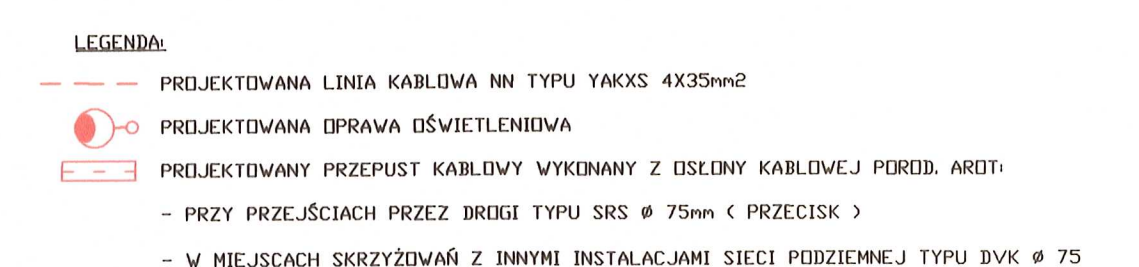 LEGENDA:
PROJEKTOWANA LINIA KABLOWA NN TYPU YAKXS 4X35mm2
PROJEKTOWANA OPRAWA OŚWIETLENIOWA
PROJEKTOWANY PRZEPUST KABLOWY WYKONANY Z OSŁONY KABLOWEJ POROD. AROT:
- PRZY PRZEJŚCIACH PRZEZ DROGI TYPU SRS ø 75mm ( PRZECISK )
- W MIEJSCACH SKRZYŻOWAŃ Z INNYMI INSTALACJAMI SIECI PODZIEMNEJ TYPU DVK ø 75